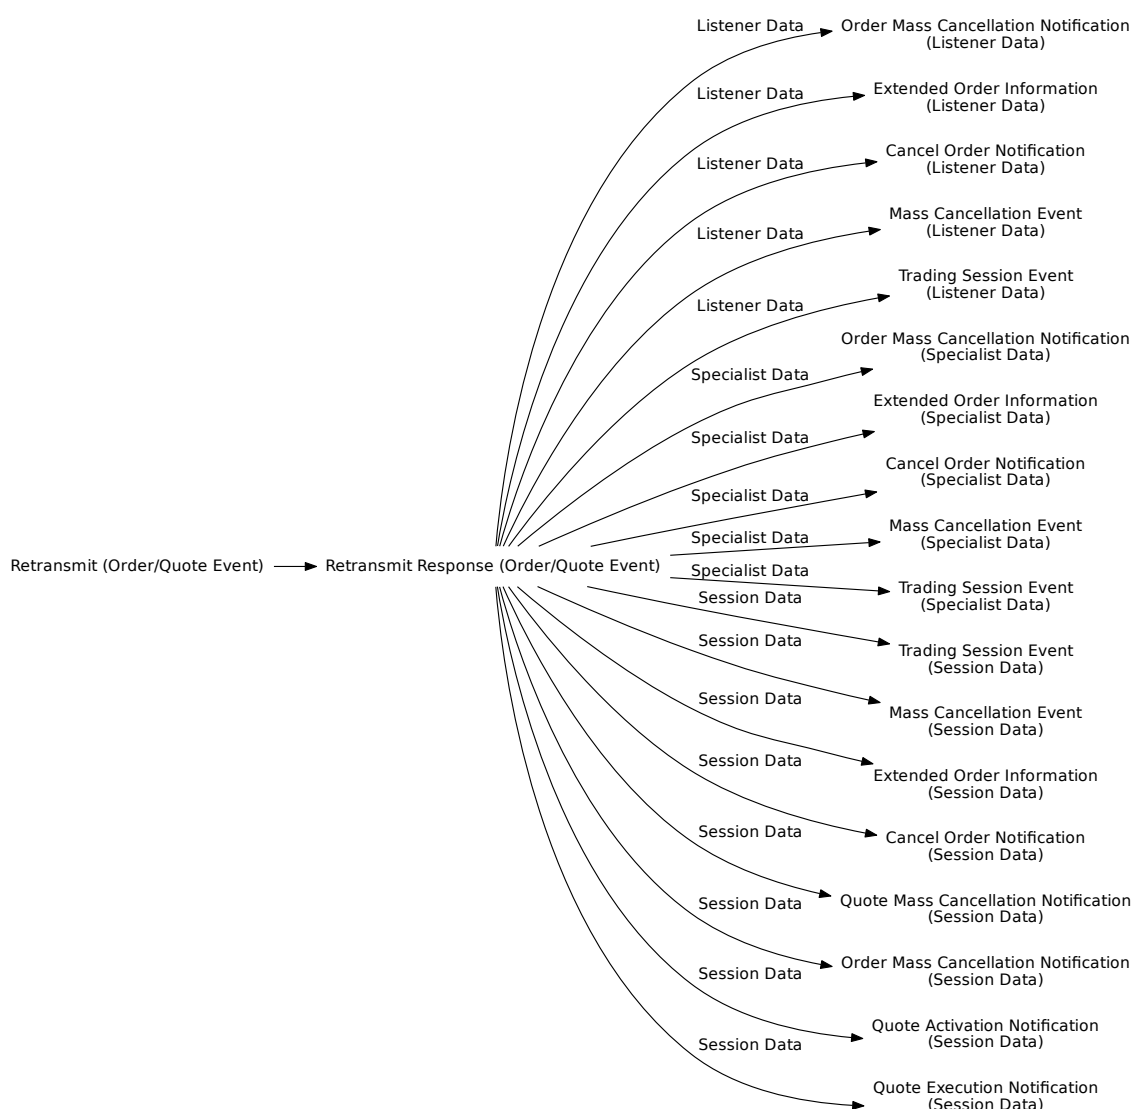 Listener Data
Order Mass Cancellation Notification
(Listener Data)
Listener Data
Extended Order Information
(Listener Data)
Listener Data
Cancel Order Notification
(Listener Data)
Listener Data
Mass Cancellation Event
(Listener Data)
Listener Data
Trading Session Event
(Listener Data)
Specialist Data
Order Mass Cancellation Notification
(Specialist Data)
Specialist Data
Extended Order Information
(Specialist Data)
Specialist Data
Cancel Order Notification
(Specialist Data)
Specialist Data
Mass Cancellation Event
(Specialist Data)
Retransmit (Order/Quote Event)
Retransmit Response (Order/Quote Event)
Specialist Data
Trading Session Event
(Specialist Data)
Session Data
Trading Session Event
(Session Data)
Session Data
Mass Cancellation Event
(Session Data)
Session Data
Extended Order Information
(Session Data)
Session Data
Cancel Order Notification
(Session Data)
Session Data
Quote Mass Cancellation Notification
(Session Data)
Session Data
Order Mass Cancellation Notification
(Session Data)
Session Data
Quote Activation Notification
(Session Data)
Session Data
Quote Execution Notification
(Session Data)